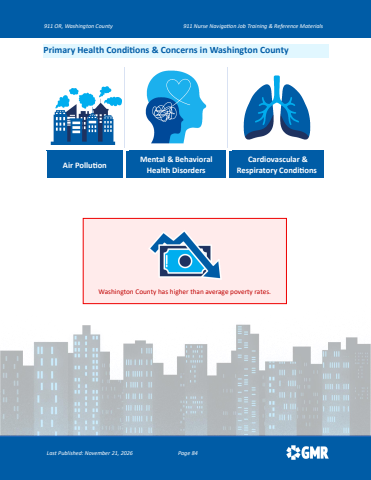 911 OR, Washington County
911 Nurse Navigation Job Training & Reference Materials
Primary Health Conditions & Concerns in Washington County
Air Pollution
Mental & Behavioral
Health Disorders
Cardiovascular &
Respiratory Conditions
Washington County has higher than average poverty rates.
Last Published: November 21, 2026
Page 84
GMR